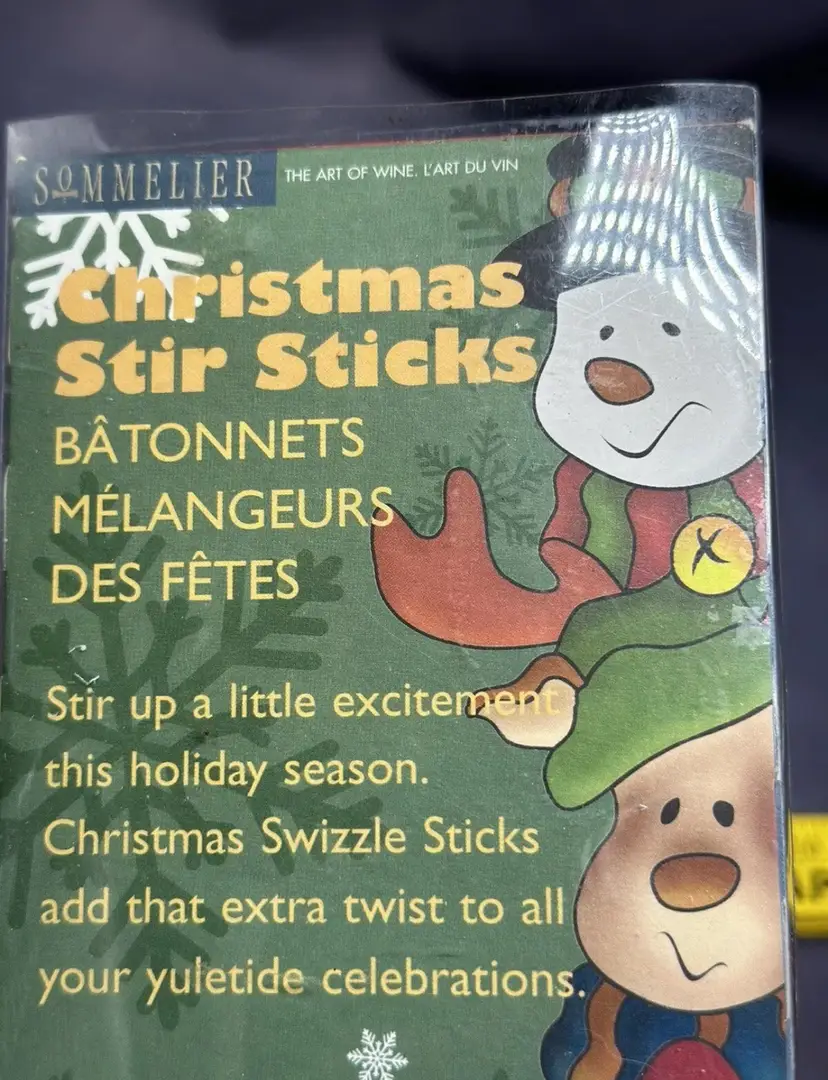 SOMMELIER
THE ART OF WINE. L'ART DU VIN
Christmas
Stir Sticks
BÂTONNETS
MÉLANGEURS
DES FÊTES
Stir up a little excitement
this holiday season.
Christmas Swizzle Sticks
add that extra twist to all
your yuletide celebrations.